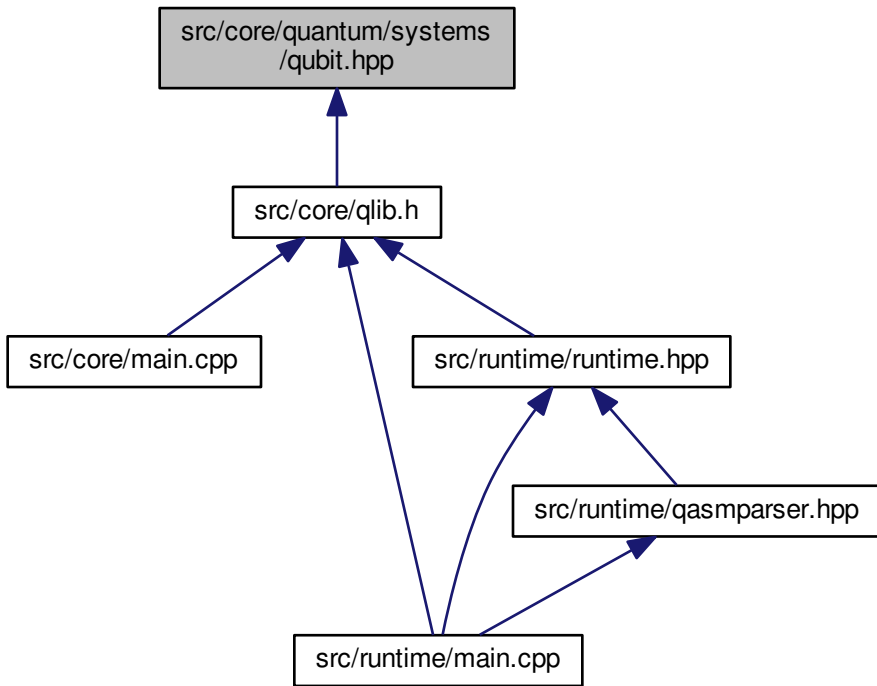 src/core/quantum/systems
/qubit.hpp
src/core/qlib.h
src/core/main.cpp
src/runtime/runtime.hpp
src/runtime/qasmparser.hpp
src/runtime/main.cpp